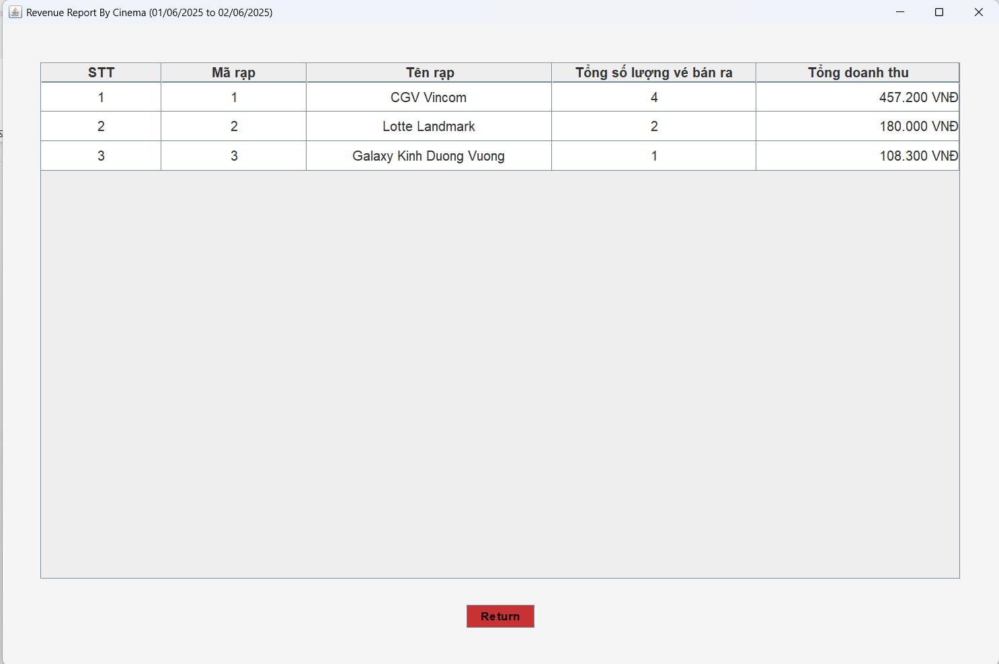 Revenue Report By Cinema (01/06/2025 to 02/06/2025)
STT Mã rạp Tên rạp Tổng số lượng vé bán ra Tổng doanh thu
1 1 CGV Vincom 4 457.200 VNĐ
2 2 Lotte Landmark 2 180.000 VNĐ
3 3 Galaxy Kinh Duong Vuong 1 108.300 VNĐ
Return